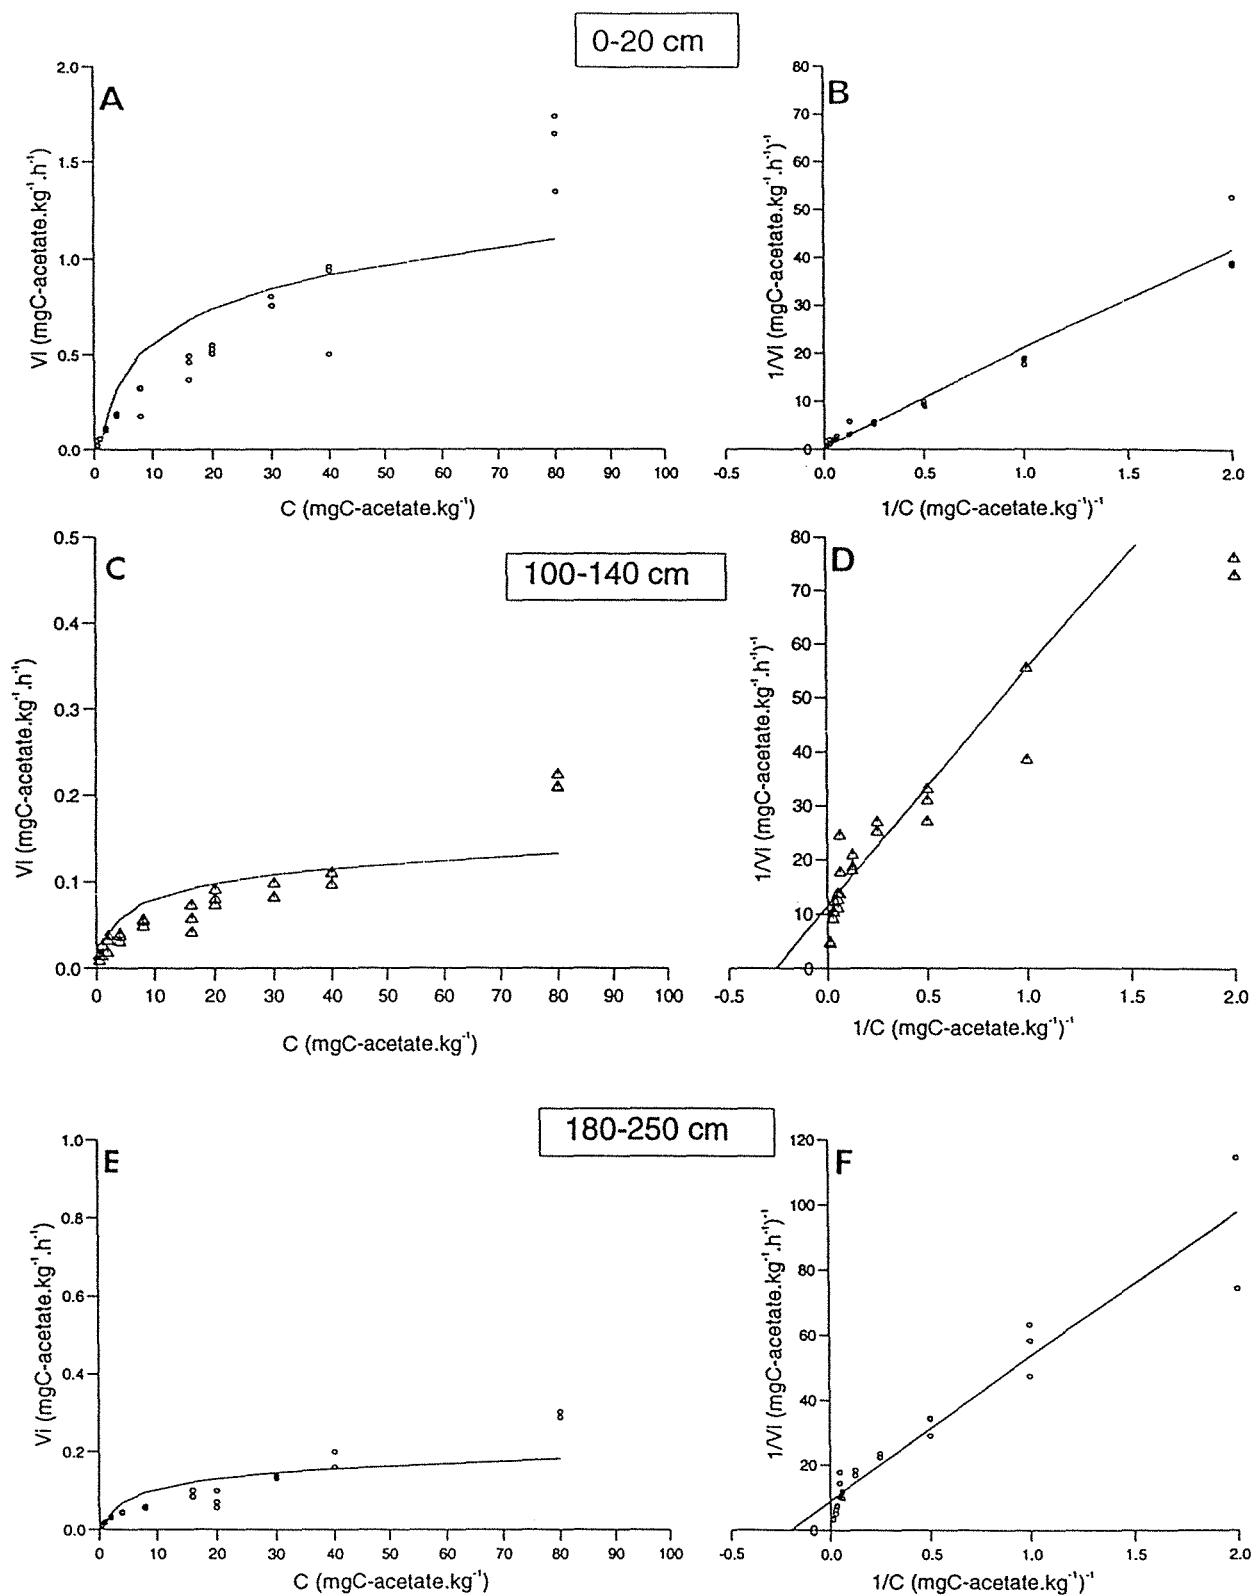 0-20 cm
A
2.0
1.5
1.0
0.5
0.0
VI (mgC-acetate.kg⁻¹.h⁻¹)
0 10 20 30 40 50 60 70 80 90 100
C (mgC-acetate.kg⁻¹)
B
80
70
60
50
40
30
20
10
0
1/VI (mgC-acetate.kg⁻¹.h⁻¹)⁻¹
-0.5 0.0 0.5 1.0 1.5 2.0
1/C (mgC-acetate.kg⁻¹)⁻¹
100-140 cm
C
0.5
0.4
0.3
0.2
0.1
0.0
VI (mgC-acetate.kg⁻¹.h⁻¹)
0 10 20 30 40 50 60 70 80 90 100
C (mgC-acetate.kg⁻¹)
D
80
70
60
50
40
30
20
10
0
1/VI (mgC-acetate.kg⁻¹.h⁻¹)⁻¹
-0.5 0.0 0.5 1.0 1.5 2.0
1/C (mgC-acetate.kg⁻¹)⁻¹
180-250 cm
E
1.0
0.8
0.6
0.4
0.2
0.0
Vi (mgC-acetate.kg⁻¹.h⁻¹)
0 10 20 30 40 50 60 70 80 90 100
C (mgC-acetate.kg⁻¹)
F
120
100
80
60
40
20
0
1/VI (mgC-acetate.kg⁻¹.h⁻¹)⁻¹
-0.5 0.0 0.5 1.0 1.5 2.0
1/C (mgC-acetate.kg⁻¹)⁻¹